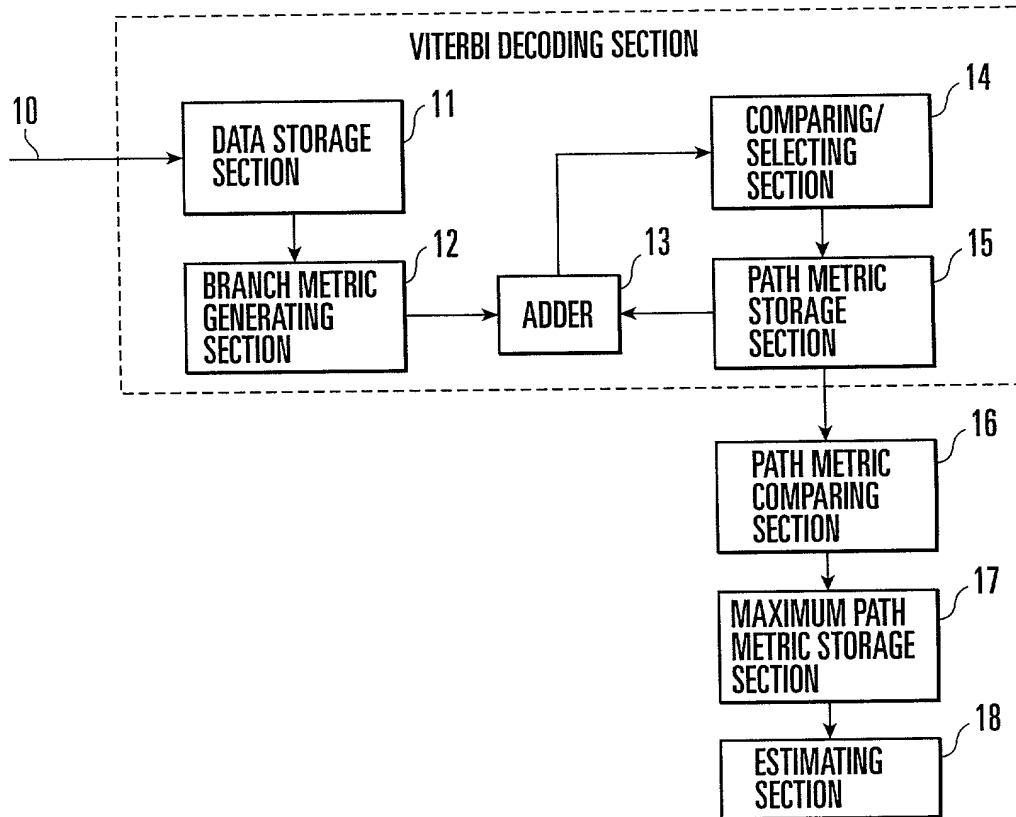 VITERBI DECODING SECTION
10
11
DATA STORAGE
SECTION
14
COMPARING/
SELECTING
SECTION
12
BRANCH METRIC
GENERATING
SECTION
13
ADDER
15
PATH METRIC
STORAGE
SECTION
16
PATH METRIC
COMPARING
SECTION
17
MAXIMUM PATH
METRIC STORAGE
SECTION
18
ESTIMATING
SECTION